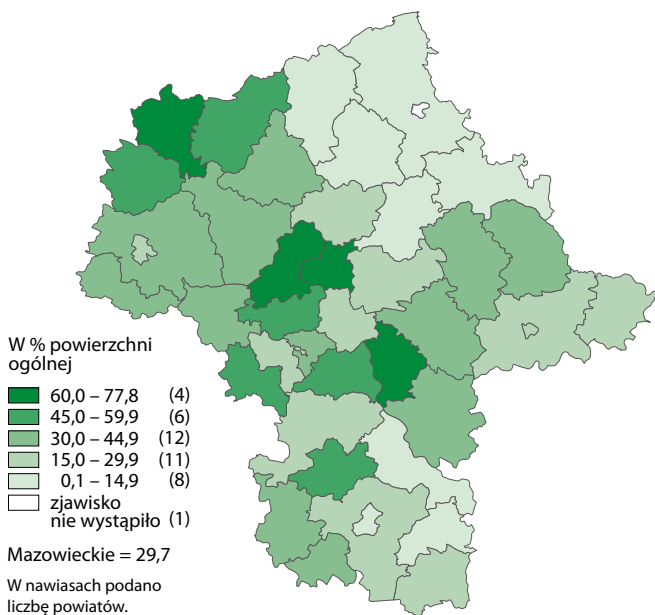 W % powierzchni
ogólnej
60,0 – 77,8 (4)
45,0 – 59,9 (6)
30,0 – 44,9 (12)
15,0 – 29,9 (11)
0,1 – 14,9 (8)
zjawisko
nie wystąpiło (1)
Mazowieckie = 29,7
W nawiasach podano
liczbę powiatów.